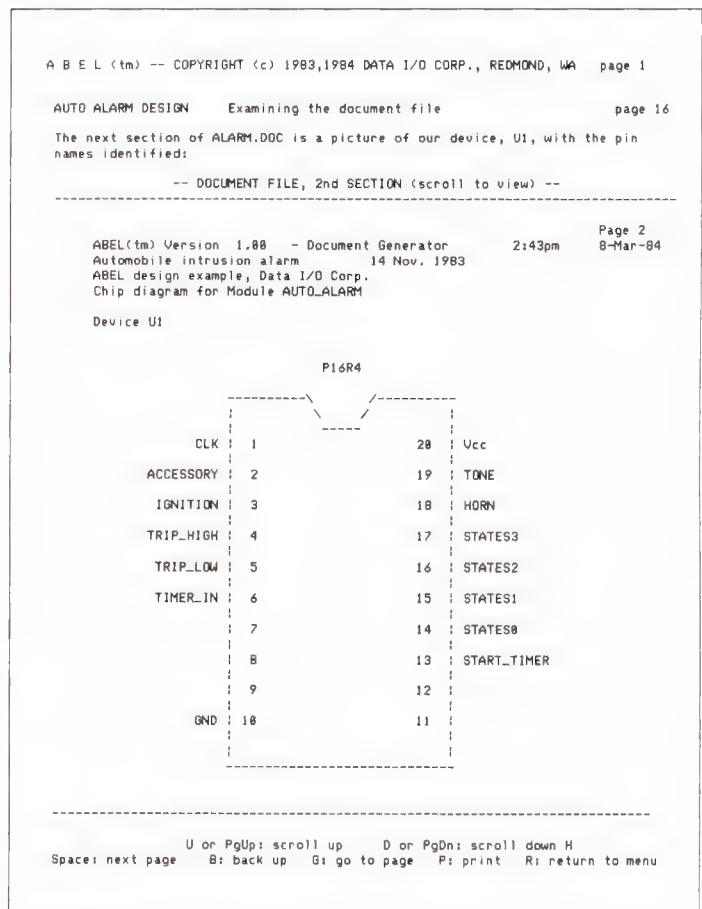 A B E L (tm) -- COPYRIGHT (c) 1983,1984 DATA I/O CORP., REDMOND, WA page 1
AUTO ALARM DESIGN Examining the document file page 16
The next section of ALARM.DOC is a picture of our device, U1, with the pin
names identified:
-- DOCUMENT FILE, 2nd SECTION (scroll to view) --
Page 2
ABEL(tm) Version 1.00 - Document Generator 2:43pm 8-Mar-84
Automobile intrusion alarm 14 Nov. 1983
ABEL design example, Data I/O Corp.
Chip diagram for Module AUTO_ALARM
Device U1
P16R4
CLK 1 20 Vcc
ACCESSORY 2 19 TONE
IGNITION 3 18 HORN
TRIP_HIGH 4 17 STATES3
TRIP_LOW 5 16 STATES2
TIMER_IN 6 15 STATES1
7 14 STATES0
8 13 START_TIMER
9 12
GND 10 11
U or PgUp: scroll up D or PgDn: scroll down H
Space: next page B: back up G: go to page P: print R: return to menu